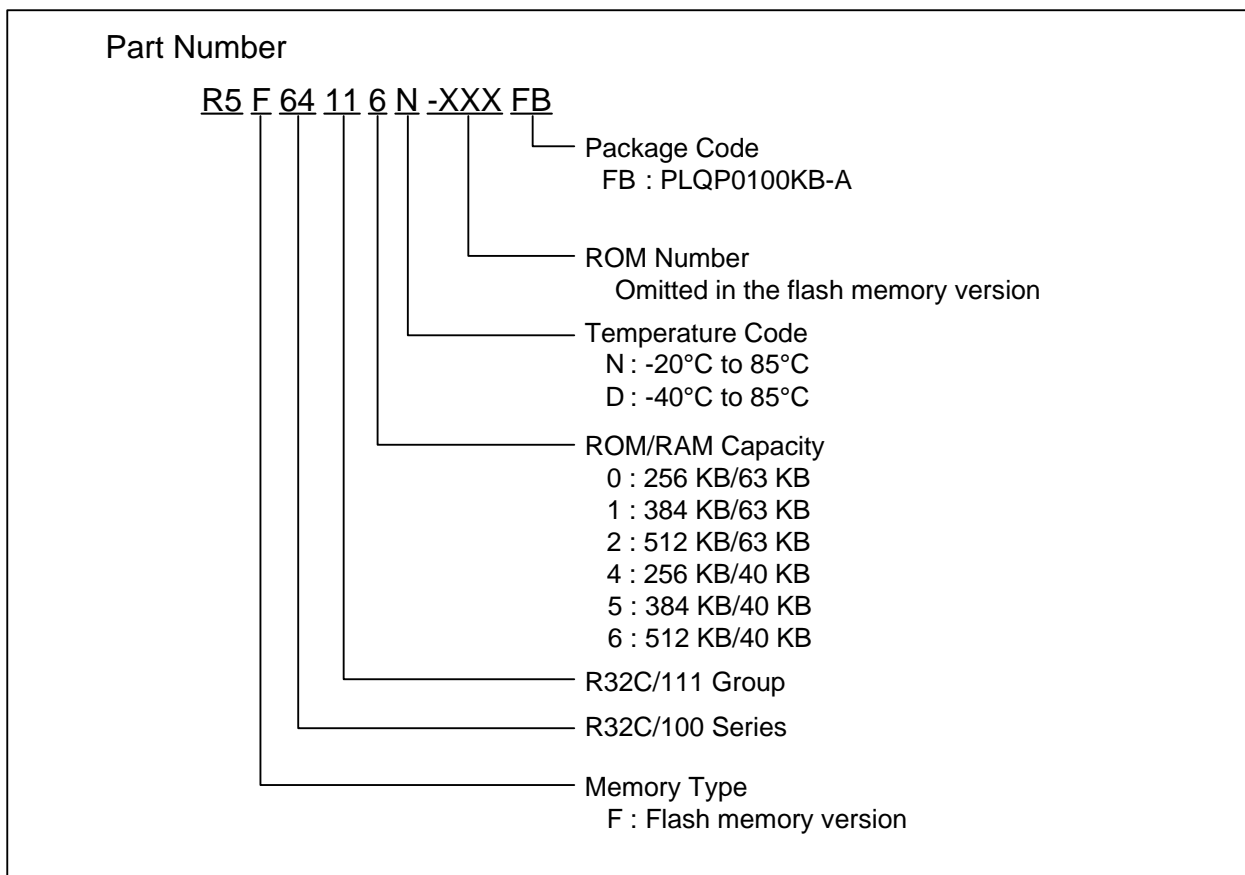 Part Number
R5 F 64 11 6 N -XXX FB
Package Code
FB : PLQP0100KB-A
ROM Number
Omitted in the flash memory version
Temperature Code
N : -20°C to 85°C
D : -40°C to 85°C
ROM/RAM Capacity
0 : 256 KB/63 KB
1 : 384 KB/63 KB
2 : 512 KB/63 KB
4 : 256 KB/40 KB
5 : 384 KB/40 KB
6 : 512 KB/40 KB
R32C/111 Group
R32C/100 Series
Memory Type
F : Flash memory version